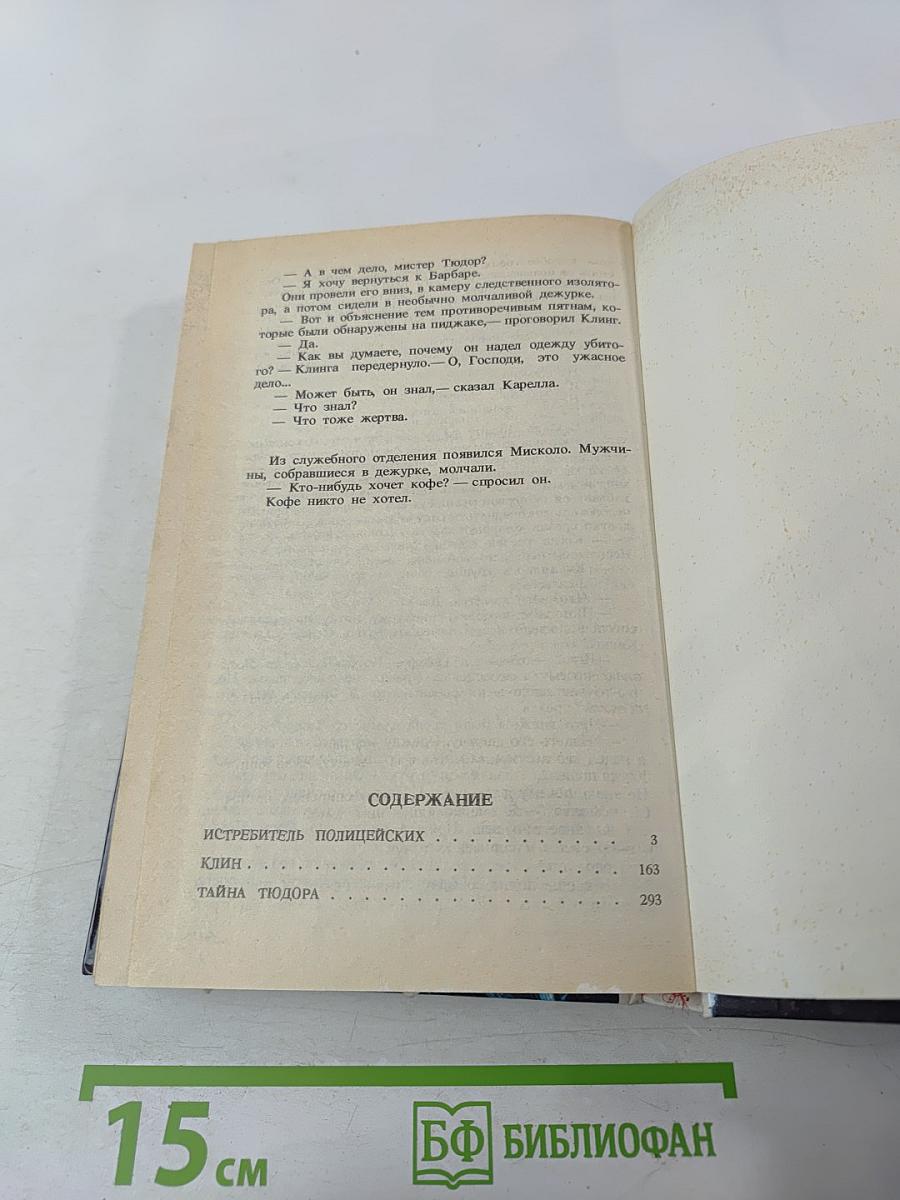 — А в чем дело, мистер Тюдор?
— Я хочу вернуться к Барбаре.
Они провели его вниз, в камеру следственного изолято-
ра, а потом сидели в необычно молчаливой дежурке.
— Вот и объяснение тем противоречивым пятнам, ко-
торые были обнаружены на пиджаке,— проговорил Клинг.
— Да.
— Как вы думаете, почему он надел одежду убито-
го? — Клинга передернуло.— О, Господи, это ужасное
дело...
— Может быть, он знал,— сказал Карелла.
— Что знал?
— Что тоже жертва.
Из служебного отделения появился Мисколо. Мужчи-
ны, собравшиеся в дежурке, молчали.
— Кто-нибудь хочет кофе? — спросил он.
Кофе никто не хотел.
СОДЕРЖАНИЕ
ИСТРЕБИТЕЛЬ ПОЛИЦЕЙСКИХ . . . . . . . . . . . . 3
КЛИН . . . . . . . . . . . . . . . . . . . . . . 163
ТАЙНА ТЮДОРА . . . . . . . . . . . . . . . . . 293
15 см
БФ БИБЛИОФАН